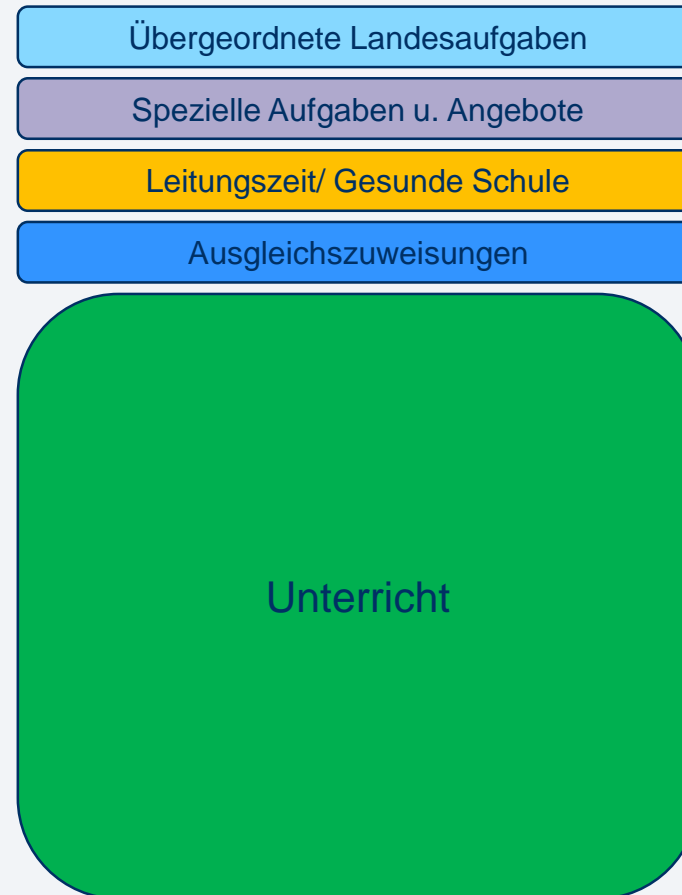 Übergeordnete Landesaufgaben
Spezielle Aufgaben u. Angebote
Leitungszeit/ Gesunde Schule
Ausgleichszuweisungen
Unterricht